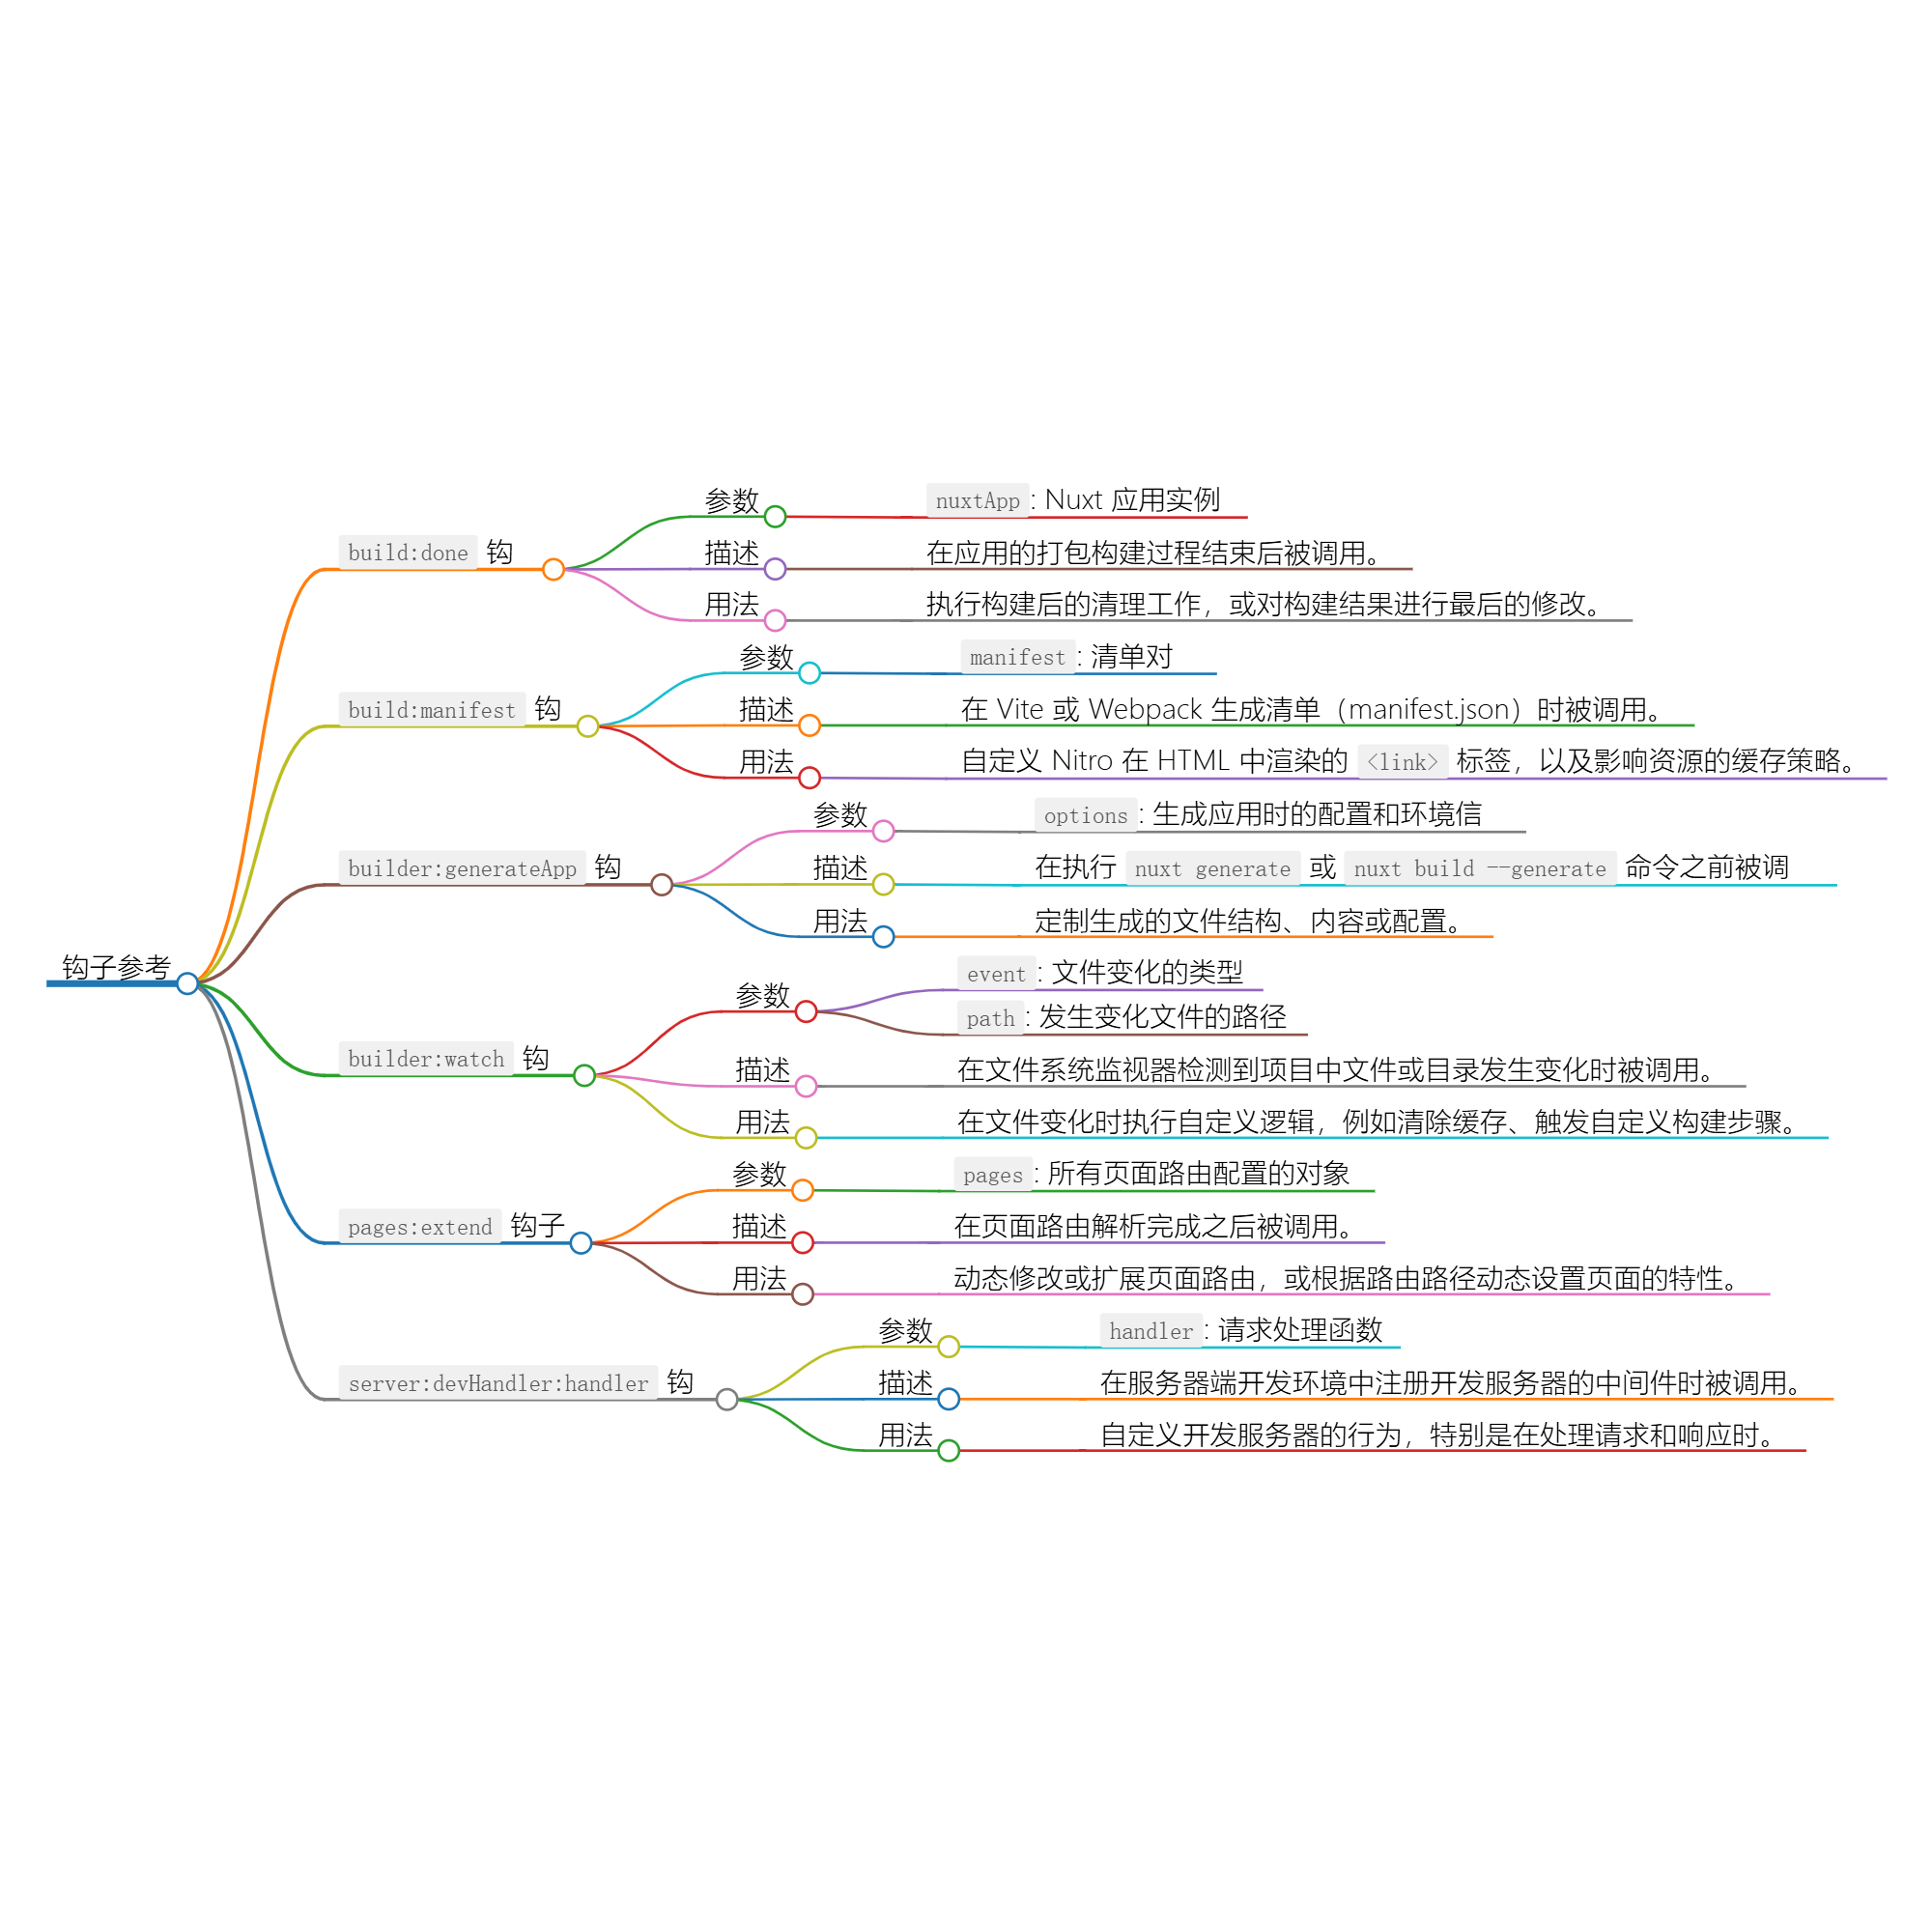 钩子参考
build:done 钩
参数
nuxtApp: Nuxt 应用实例
描述
在应用的打包构建过程结束后被调用。
用法
执行构建后的清理工作，或对构建结果进行最后的修改。
build:manifest 钩
参数
manifest: 清单对
描述
在 Vite 或 Webpack 生成清单（manifest.json）时被调用。
用法
自定义 Nitro 在 HTML 中渲染的 <link> 标签，以及影响资源的缓存策略。
builder:generateApp 钩
参数
options: 生成应用时的配置和环境信
描述
在执行 nuxt generate 或 nuxt build --generate 命令之前被调
用法
定制生成的文件结构、内容或配置。
builder:watch 钩
参数
event: 文件变化的类型
path: 发生变化文件的路径
描述
在文件系统监视器检测到项目中文件或目录发生变化时被调用。
用法
在文件变化时执行自定义逻辑，例如清除缓存、触发自定义构建步骤。
pages:extend 钩子
参数
pages: 所有页面路由配置的对象
描述
在页面路由解析完成之后被调用。
用法
动态修改或扩展页面路由，或根据路由路径动态设置页面的特性。
server:devHandler:handler 钩
参数
handler: 请求处理函数
描述
在服务器端开发环境中注册开发服务器的中间件时被调用。
用法
自定义开发服务器的行为，特别是在处理请求和响应时。